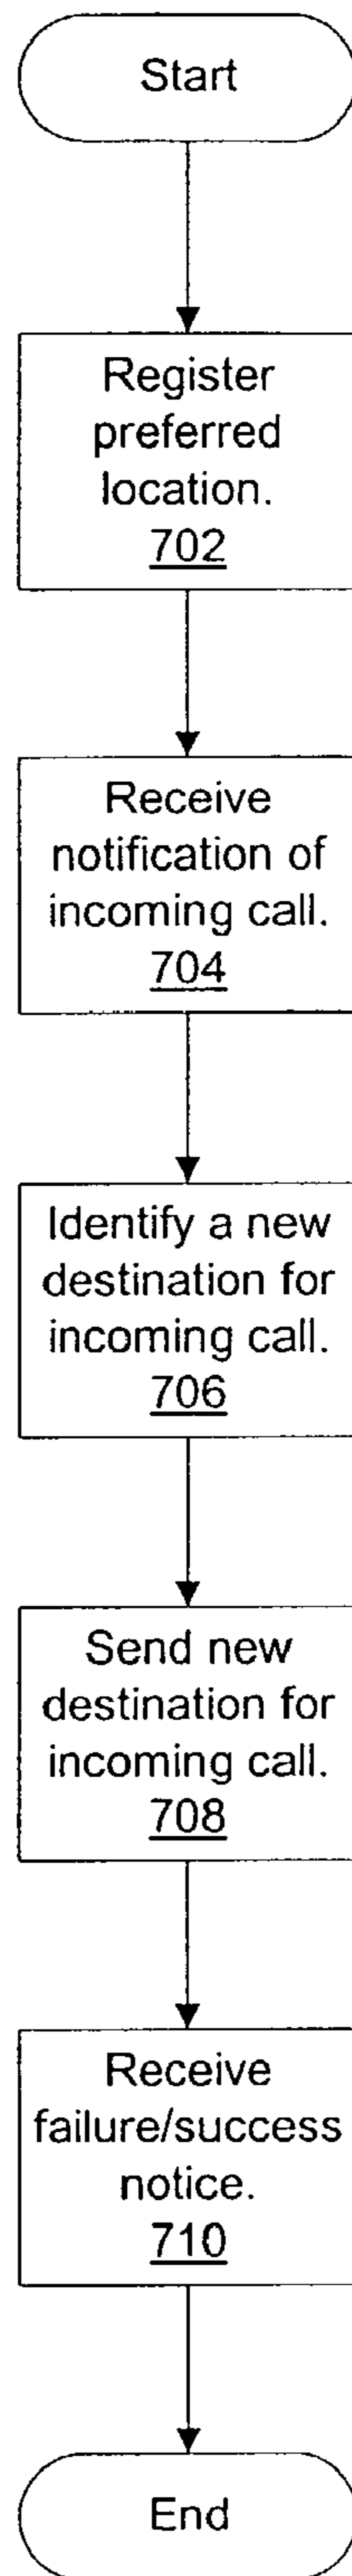 Start
Register
preferred
location.
702
Receive
notification of
incoming call.
704
Identify a new
destination for
incoming call.
706
Send new
destination for
incoming call.
708
Receive
failure/success
notice.
710
End